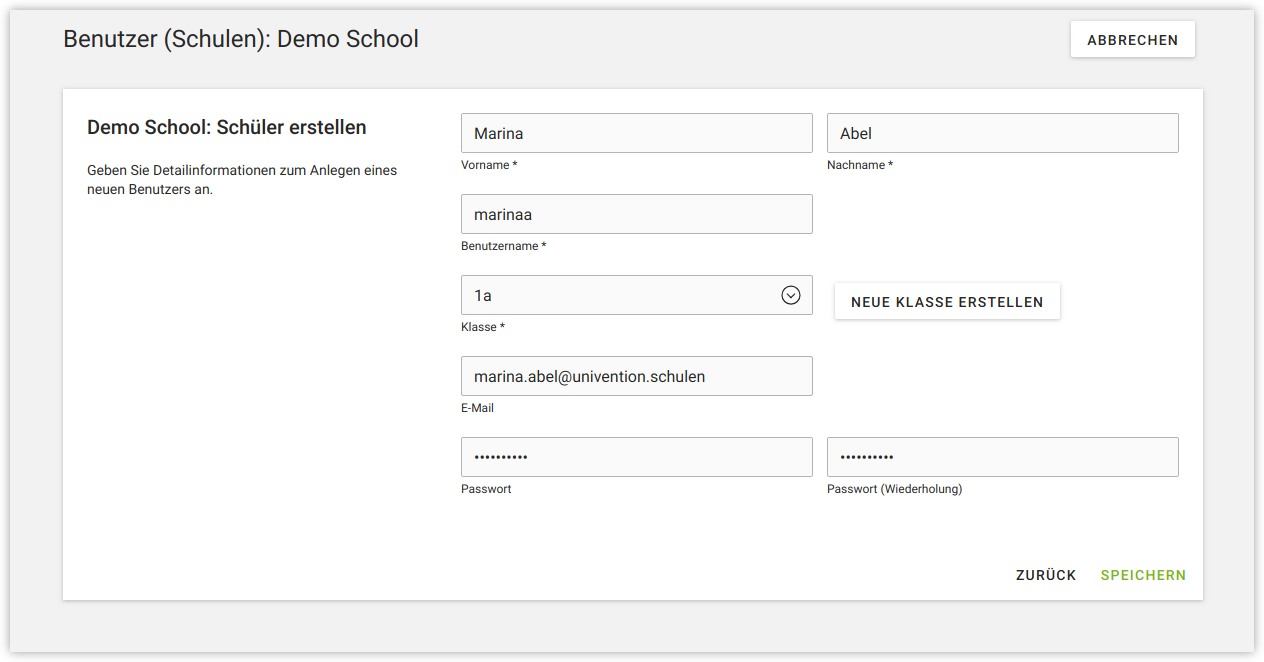 Benutzer (Schulen): Demo School
ABBRECHEN
Demo School: Schüler erstellen
Geben Sie Detailinformationen zum Anlegen eines
neuen Benutzers an.
Marina
Abel
Vorname *
Nachname *
marinaa
Benutzername *
1a
NEUE KLASSE ERSTELLEN
Klasse *
marina.abel@univention.schulen
E-Mail
••••••••••
••••••••••
Passwort
Passwort (Wiederholung)
ZURÜCK
SPEICHERN